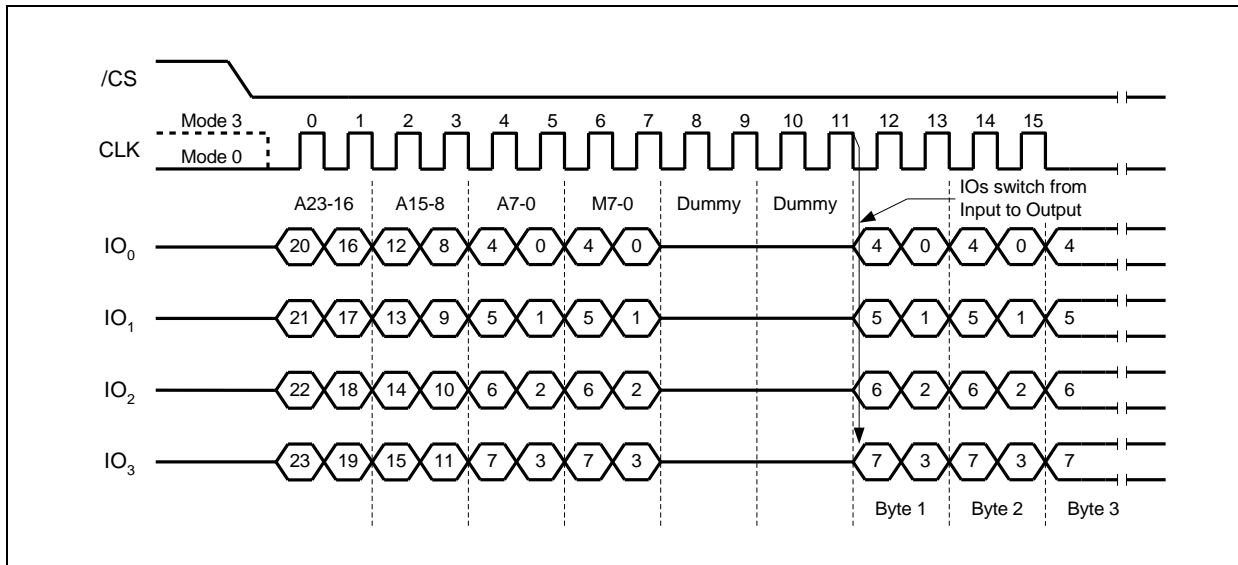 /CS
Mode 3 0 1 2 3 4 5 6 7 8 9 10 11 12 13 14 15
CLK
Mode 0
A23-16 A15-8 A7-0 M7-0 Dummy Dummy
IOs switch from
Input to Output
IO0 20 16 12 8 4 0 4 0 4 0 4 0 4
IO1 21 17 13 9 5 1 5 1 5 1 5 1 5
IO2 22 18 14 10 6 2 6 2 6 2 6 2 6
IO3 23 19 15 11 7 3 7 3 7 3 7 3 7
Byte 1 Byte 2 Byte 3